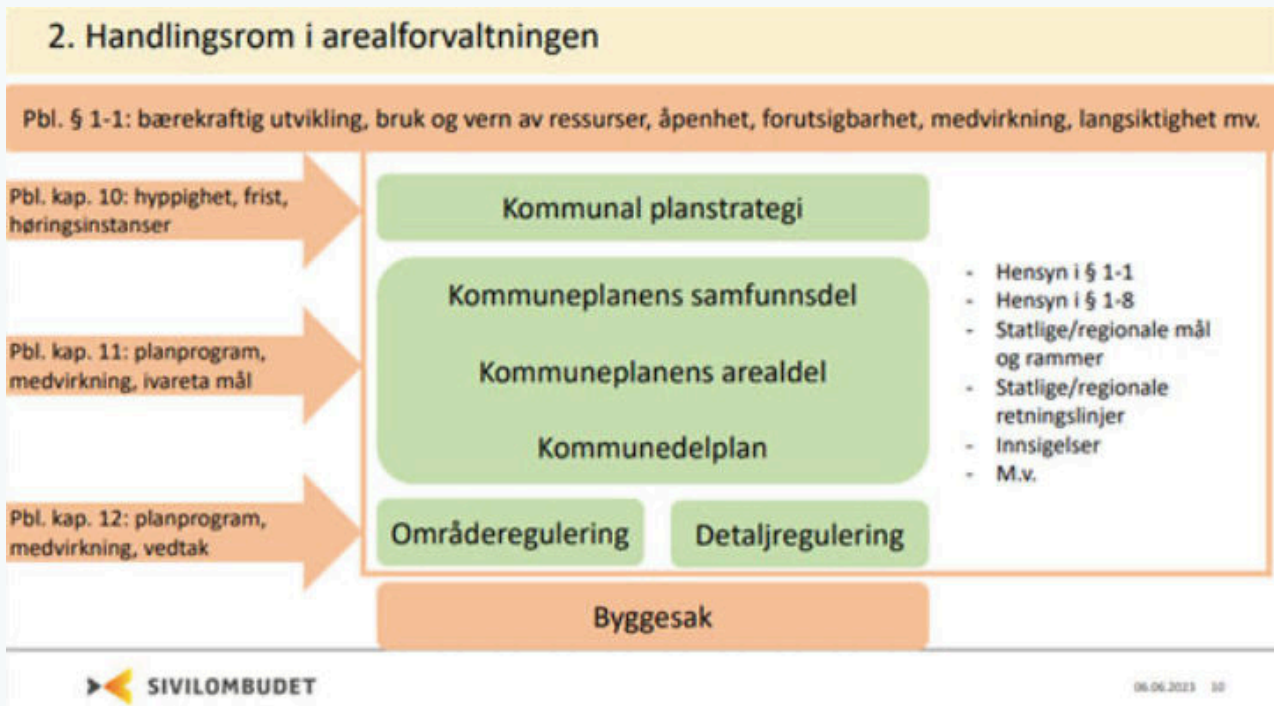 2. Handlingsrom i arealforvaltningen
Pbl. § 1-1: bærekraftig utvikling, bruk og vern av ressurser, åpenhet, forutsigbarhet, medvirkning, langsiktighet mv.
Pbl. kap. 10: hyppighet, frist,
høringsinstanser
Kommunal planstrategi
Pbl. kap. 11: planprogram,
medvirkning, ivareta mål
Kommuneplanens samfunnsdel
Kommuneplanens arealdel
Kommunedelplan
Pbl. kap. 12: planprogram,
medvirkning, vedtak
Områderegulering
Detaljregulering
- Hensyn i § 1-1
- Hensyn i § 1-8
- Statlige/regionale mål
og rammer
- Statlige/regionale
retningslinjer
- Innsigelser
- M.v.
Byggesak
SIVILOMBUDET
06.06.2023 10